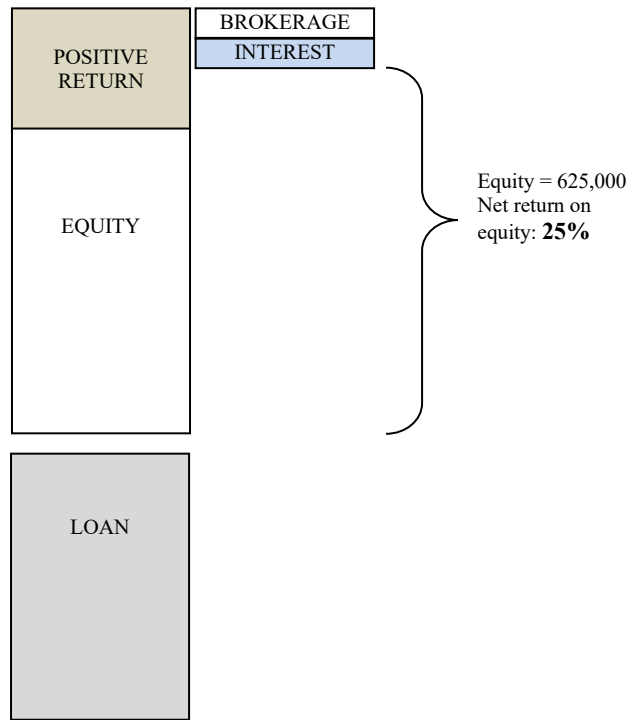 BROKERAGE
INTEREST
POSITIVE
RETURN
EQUITY
Equity = 625,000
Net return on
equity: 25%
LOAN